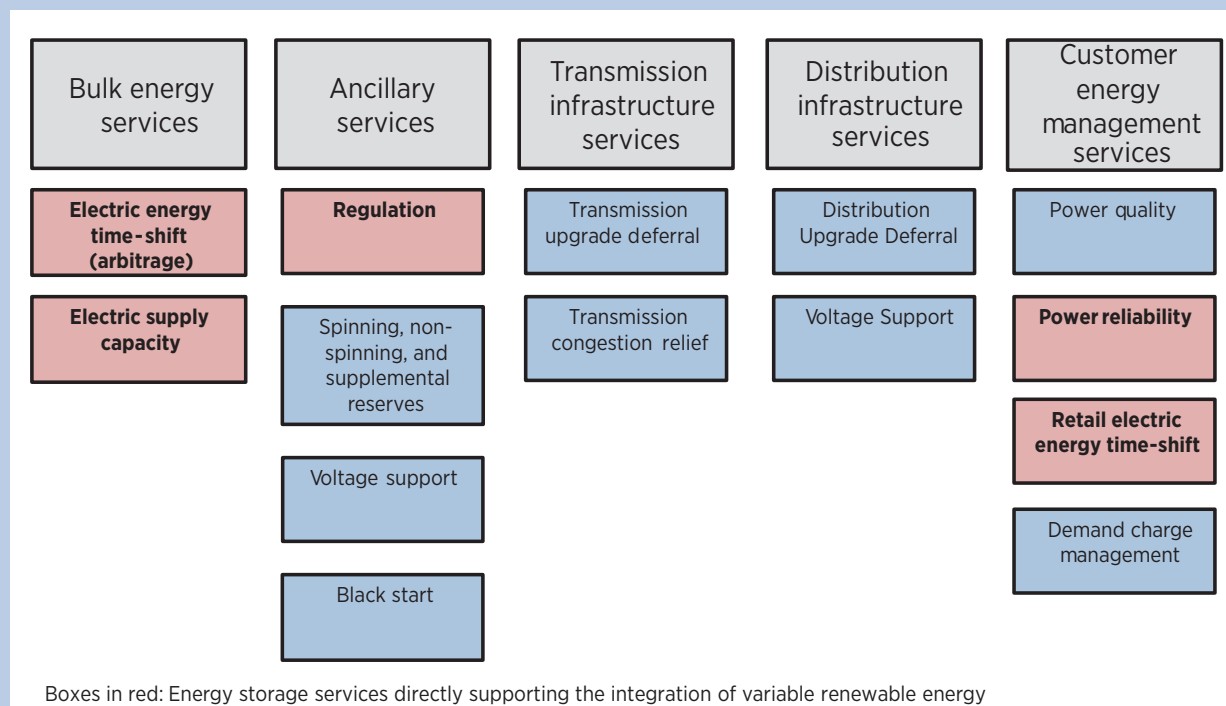 Bulk energy
services
Electric energy
time-shift
(arbitrage)
Electric supply
capacity
Ancillary
services
Regulation
Spinning, non-
spinning, and
supplemental
reserves
Voltage support
Black start
Transmission
infrastructure
services
Transmission
upgrade deferral
Transmission
congestion relief
Distribution
infrastructure
services
Distribution
Upgrade Deferral
Voltage Support
Customer
energy
management
services
Power quality
Power reliability
Retail electric
energy time-shift
Demand charge
management
Boxes in red: Energy storage services directly supporting the integration of variable renewable energy